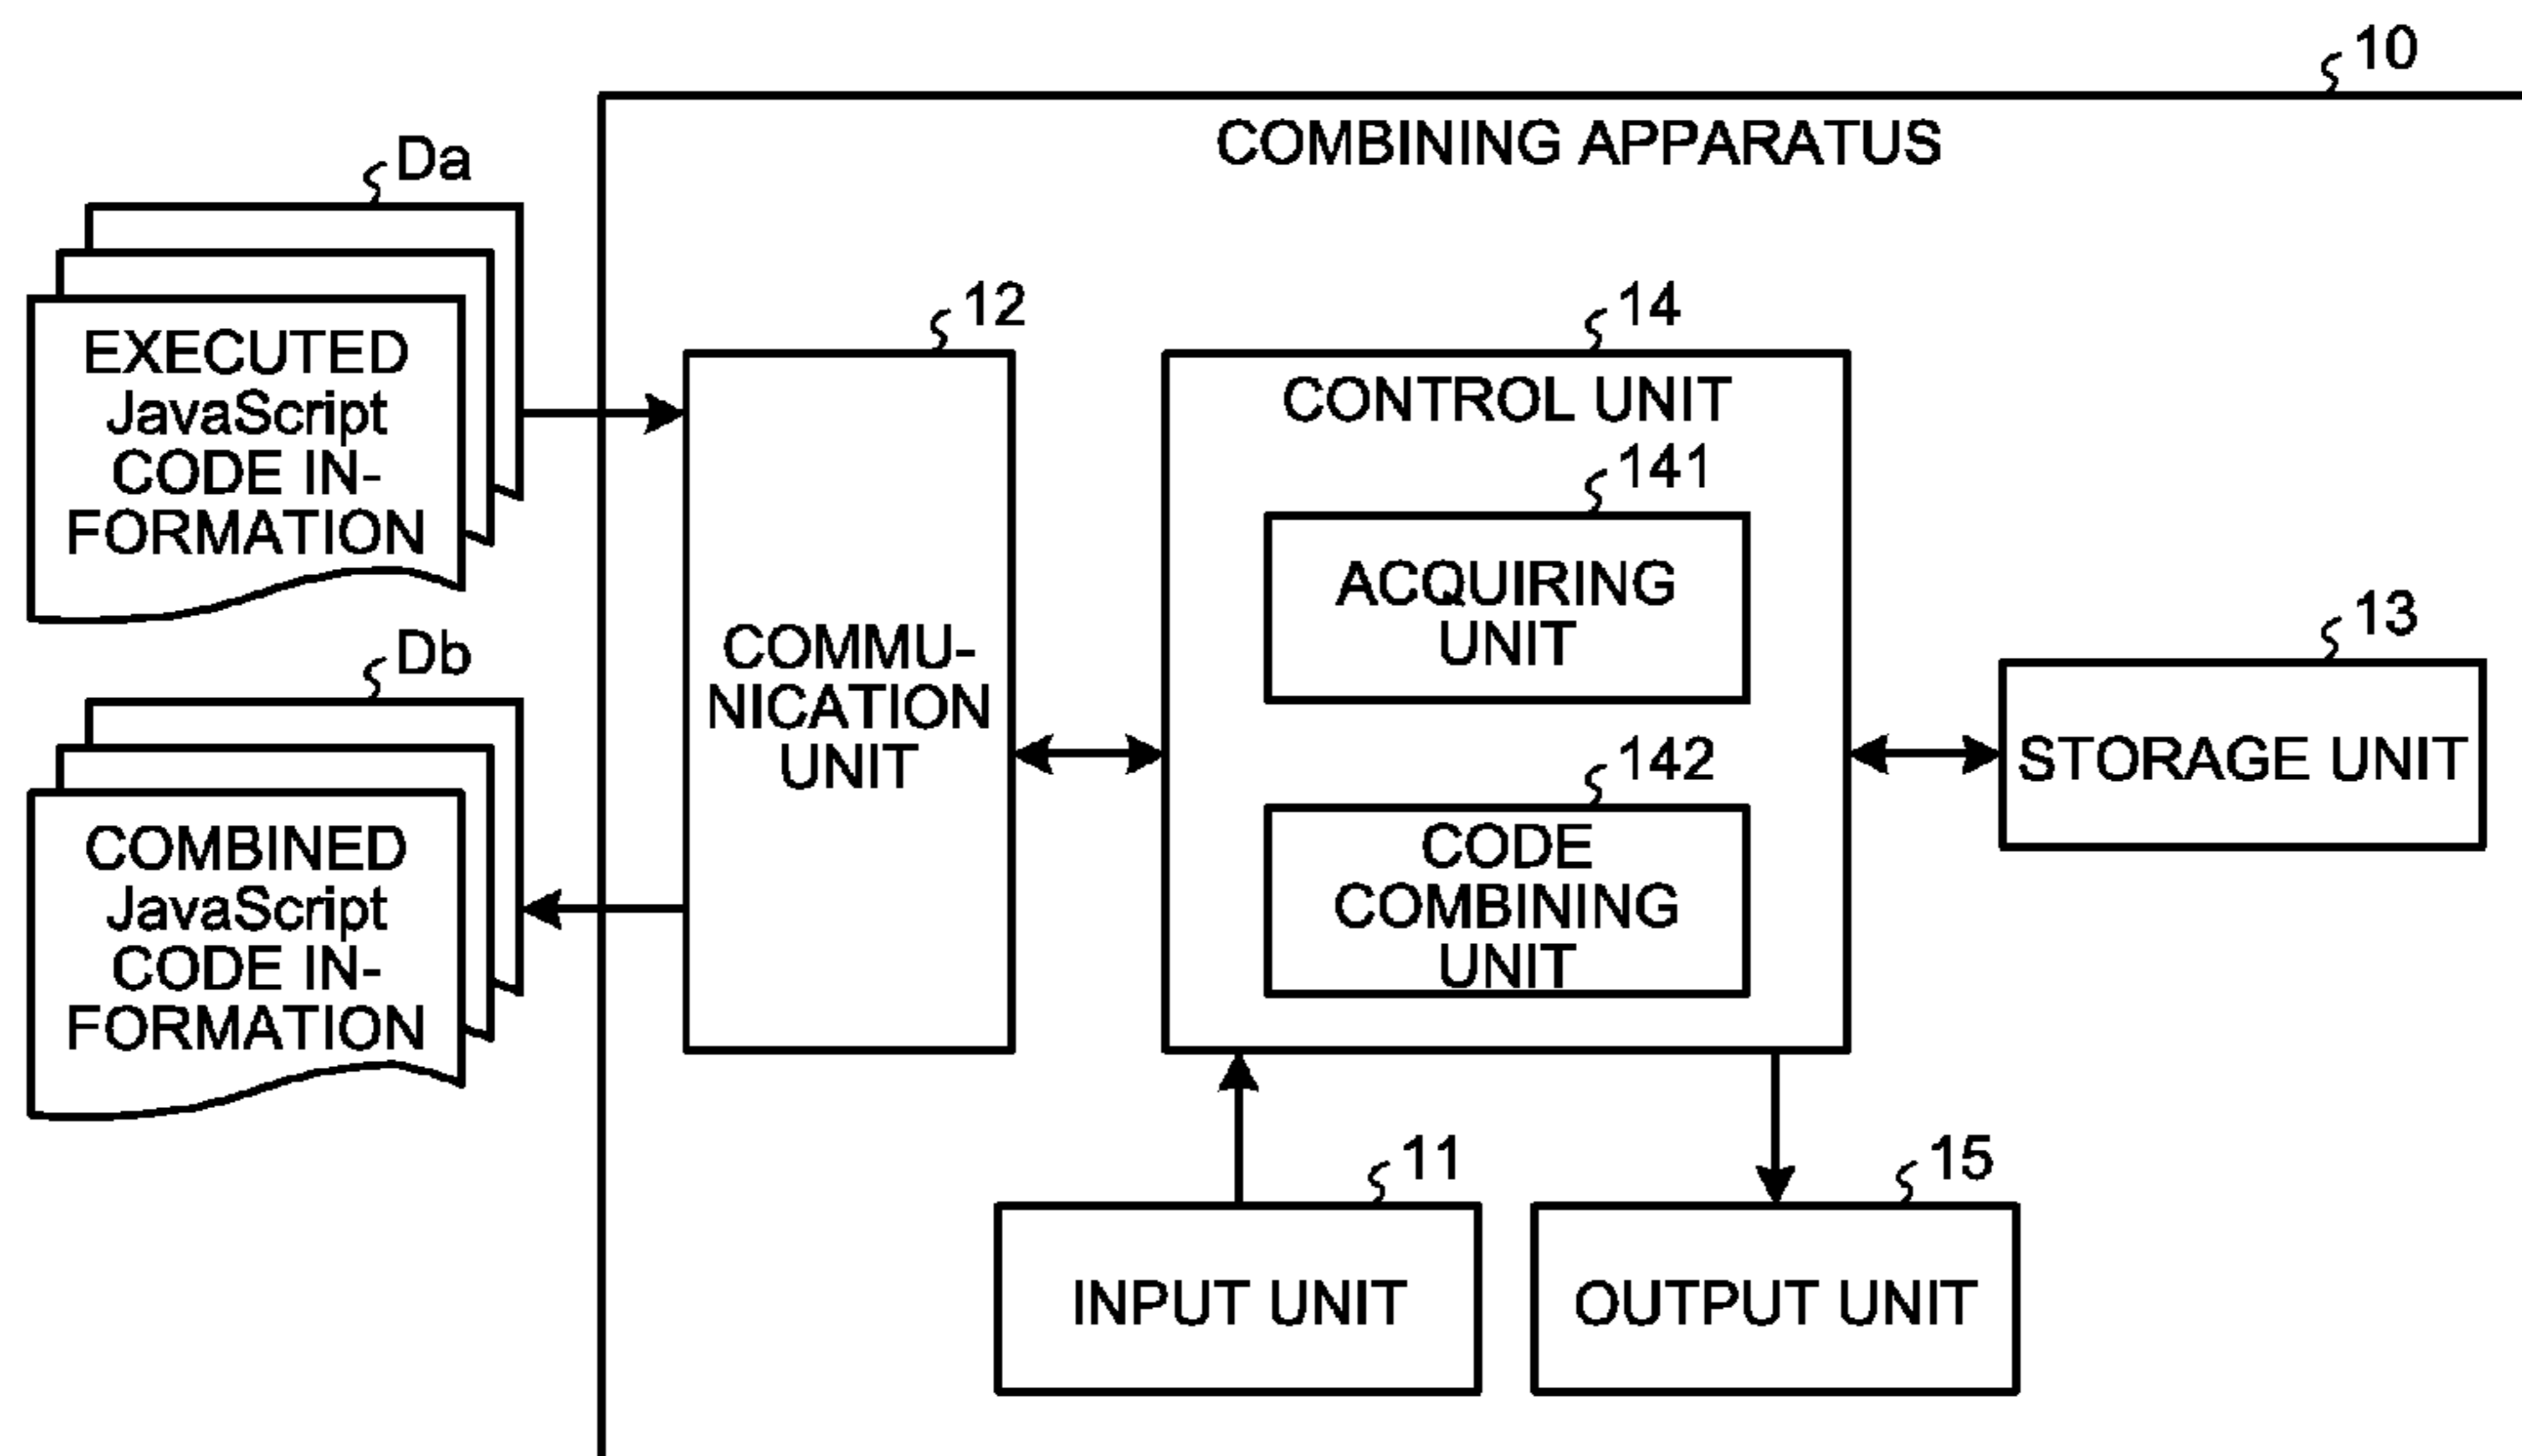 10
COMBINING APPARATUS
Da
EXECUTED
JavaScript
CODE IN-
FORMATION
Db
COMBINED
JavaScript
CODE IN-
FORMATION
12
COMMU-
NICATION
UNIT
14
CONTROL UNIT
141
ACQUIRING
UNIT
142
CODE
COMBINING
UNIT
13
STORAGE UNIT
11
INPUT UNIT
15
OUTPUT UNIT